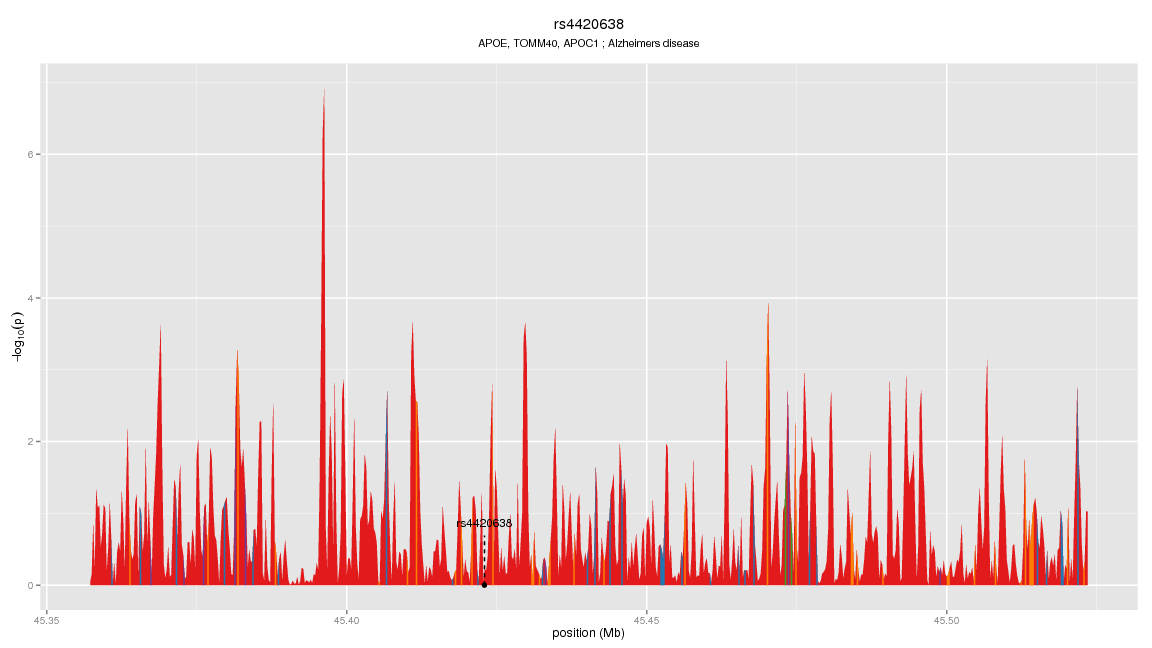 rs4420638
APOE, TOMM40, APOC1 ; Alzheimers disease
−log10(p)
6
4
2
0
rs4420638
45.35
45.40
45.45
45.50
position (Mb)